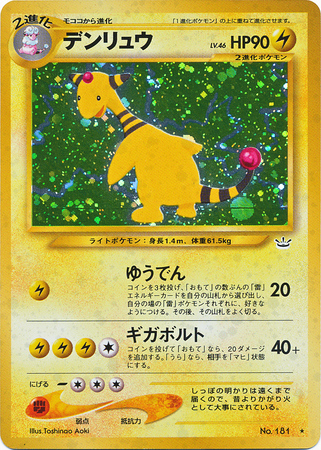 2進化
モココから進化
「1進化ポケモン」の上に重ねて進化させます。
デンリュウ
LV.46 HP90
2進化ポケモン
ライトポケモン:身長1.4m、体重61.5kg
ゆうでん
20
コインを3枚投げ、「おもて」の数ぶんの「雷」
エネルギーカードを自分の山札から選び出し、
自分の場の「雷」ポケモンそれぞれに、好きな
ようにつける。その後、その山札をよく切る。
ギガボルト
40+
コインを投げて「おもて」なら、20ダメージ
を追加する。「うら」なら、相手を「マヒ」状態
にする。
にげる
弱点
抵抗力
しっぽの明かりは遠くまで
届くので、昔よりかがり火
として大事にされている。
Illus.Toshinao Aoki
No.181